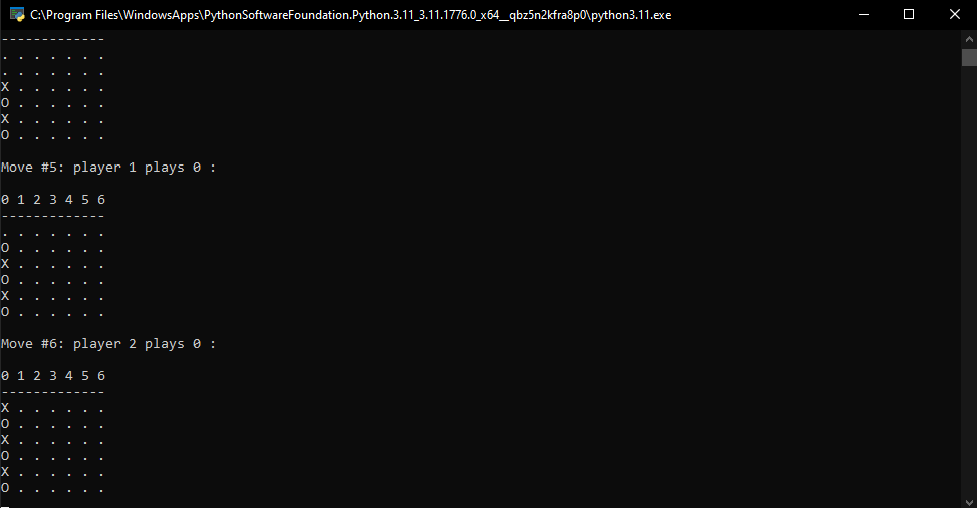 C:\Program Files\WindowsApps\PythonSoftwareFoundation.Python.3.11_3.11.1776.0_x64__qbz5n2kfra8p0\python3.11.exe
-------------
. . . . . . .
. . . . . . .
X . . . . . .
O . . . . . .
X . . . . . .
O . . . . . .
Move #5: player 1 plays 0 :
0 1 2 3 4 5 6
-------------
. . . . . . .
O . . . . . .
X . . . . . .
O . . . . . .
X . . . . . .
O . . . . . .
Move #6: player 2 plays 0 :
0 1 2 3 4 5 6
-------------
X . . . . . .
O . . . . . .
X . . . . . .
O . . . . . .
X . . . . . .
O . . . . . .